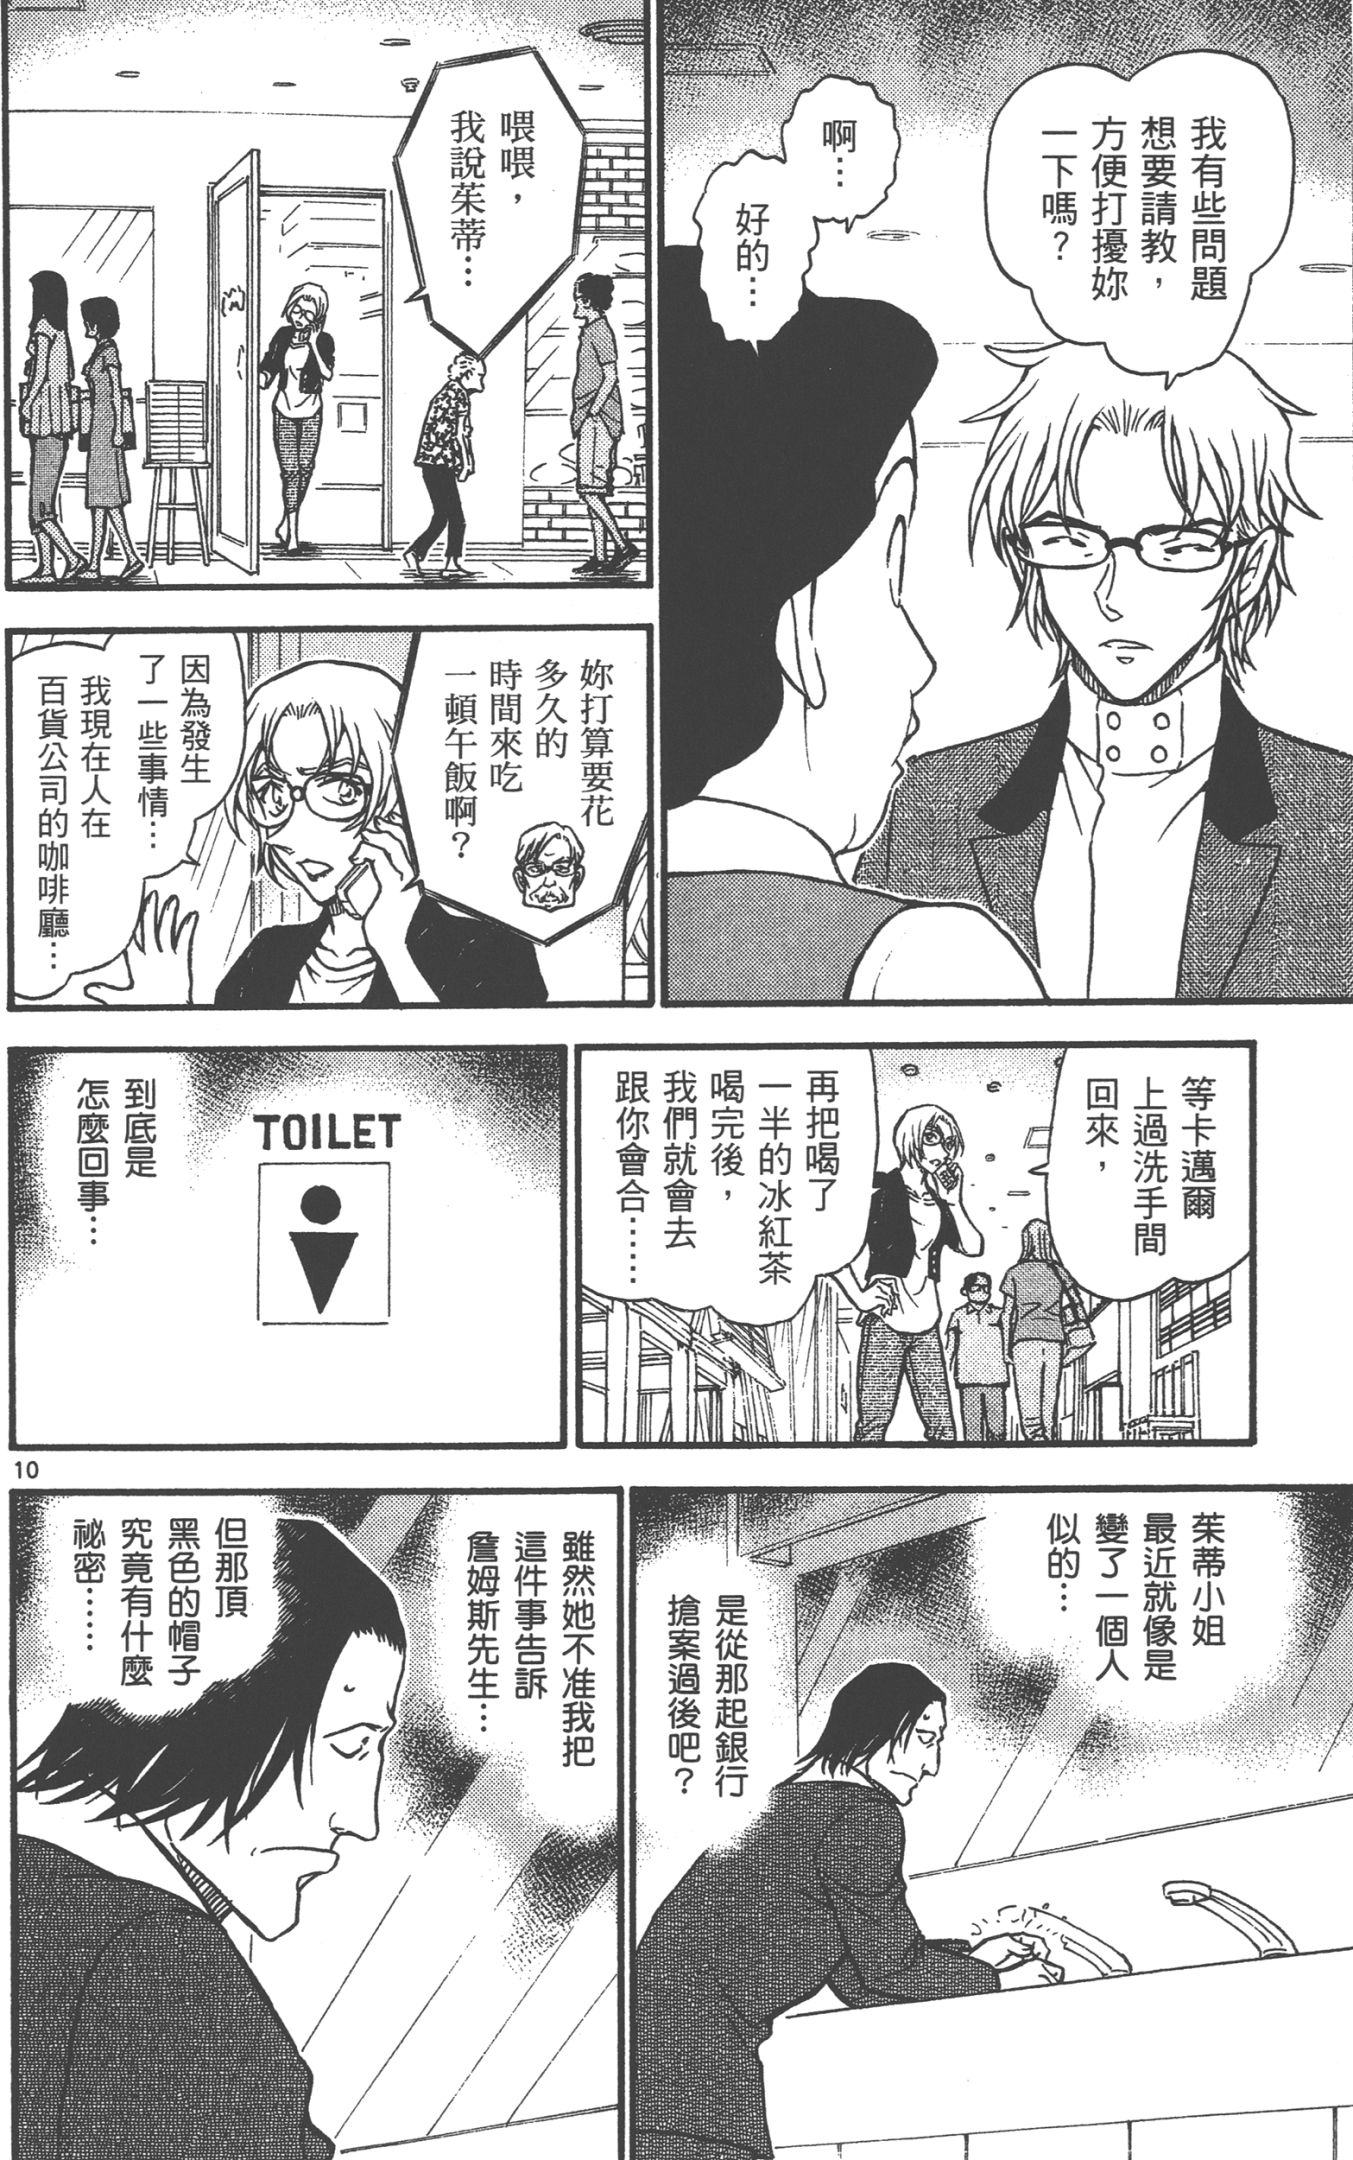 我有些問題
想要請教，
方便打擾妳
一下嗎？
啊…
好的…
喂喂，
我說茱蒂…
妳打算要花
多久的
時間來吃
一頓午飯啊？
因為發生
了一些事情…
我現在人在
百貨公司的咖啡廳…
等卡邁爾
上過洗手間
回來，
再把喝了
一半的冰紅茶
喝完後，
我們就會去
跟你會合……
TOILET
到底是
怎麼回事…
10
茱蒂小姐
最近就像是
變了一個人
似的…
是從那起銀行
搶案過後吧？
雖然她不准我把
這件事告訴
詹姆斯先生…
但那頂
黑色的帽子
究竟有什麼
祕密……